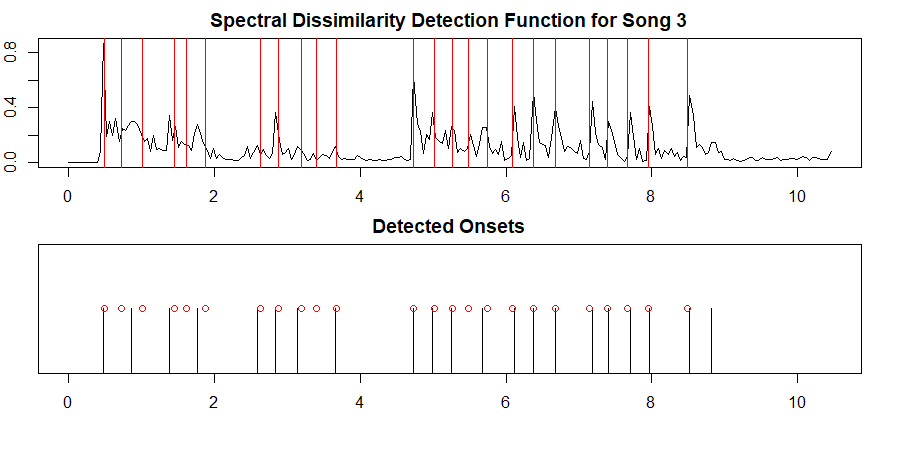 Spectral Dissimilarity Detection Function for Song 3
0.8
0.4
0.0
0 2 4 6 8 10
Detected Onsets
0 2 4 6 8 10